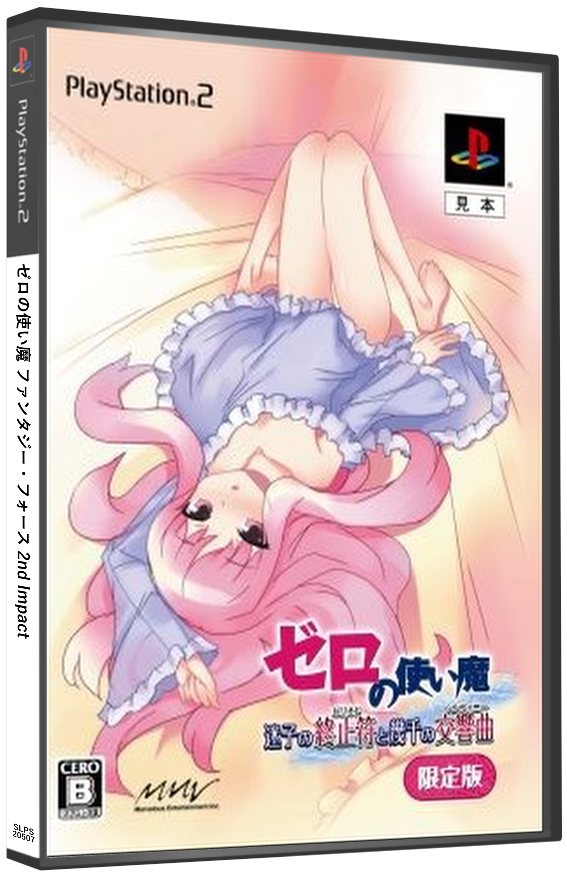 PlayStation.2
ゼロの使い魔 ファンタジー・フォース 2nd Impact
SLPS
20507
PlayStation.2
見本
ゼロの使い魔
迷子の終止符と幾千の交響曲
限定版
CERO
B
Marvelous Entertainment Inc.